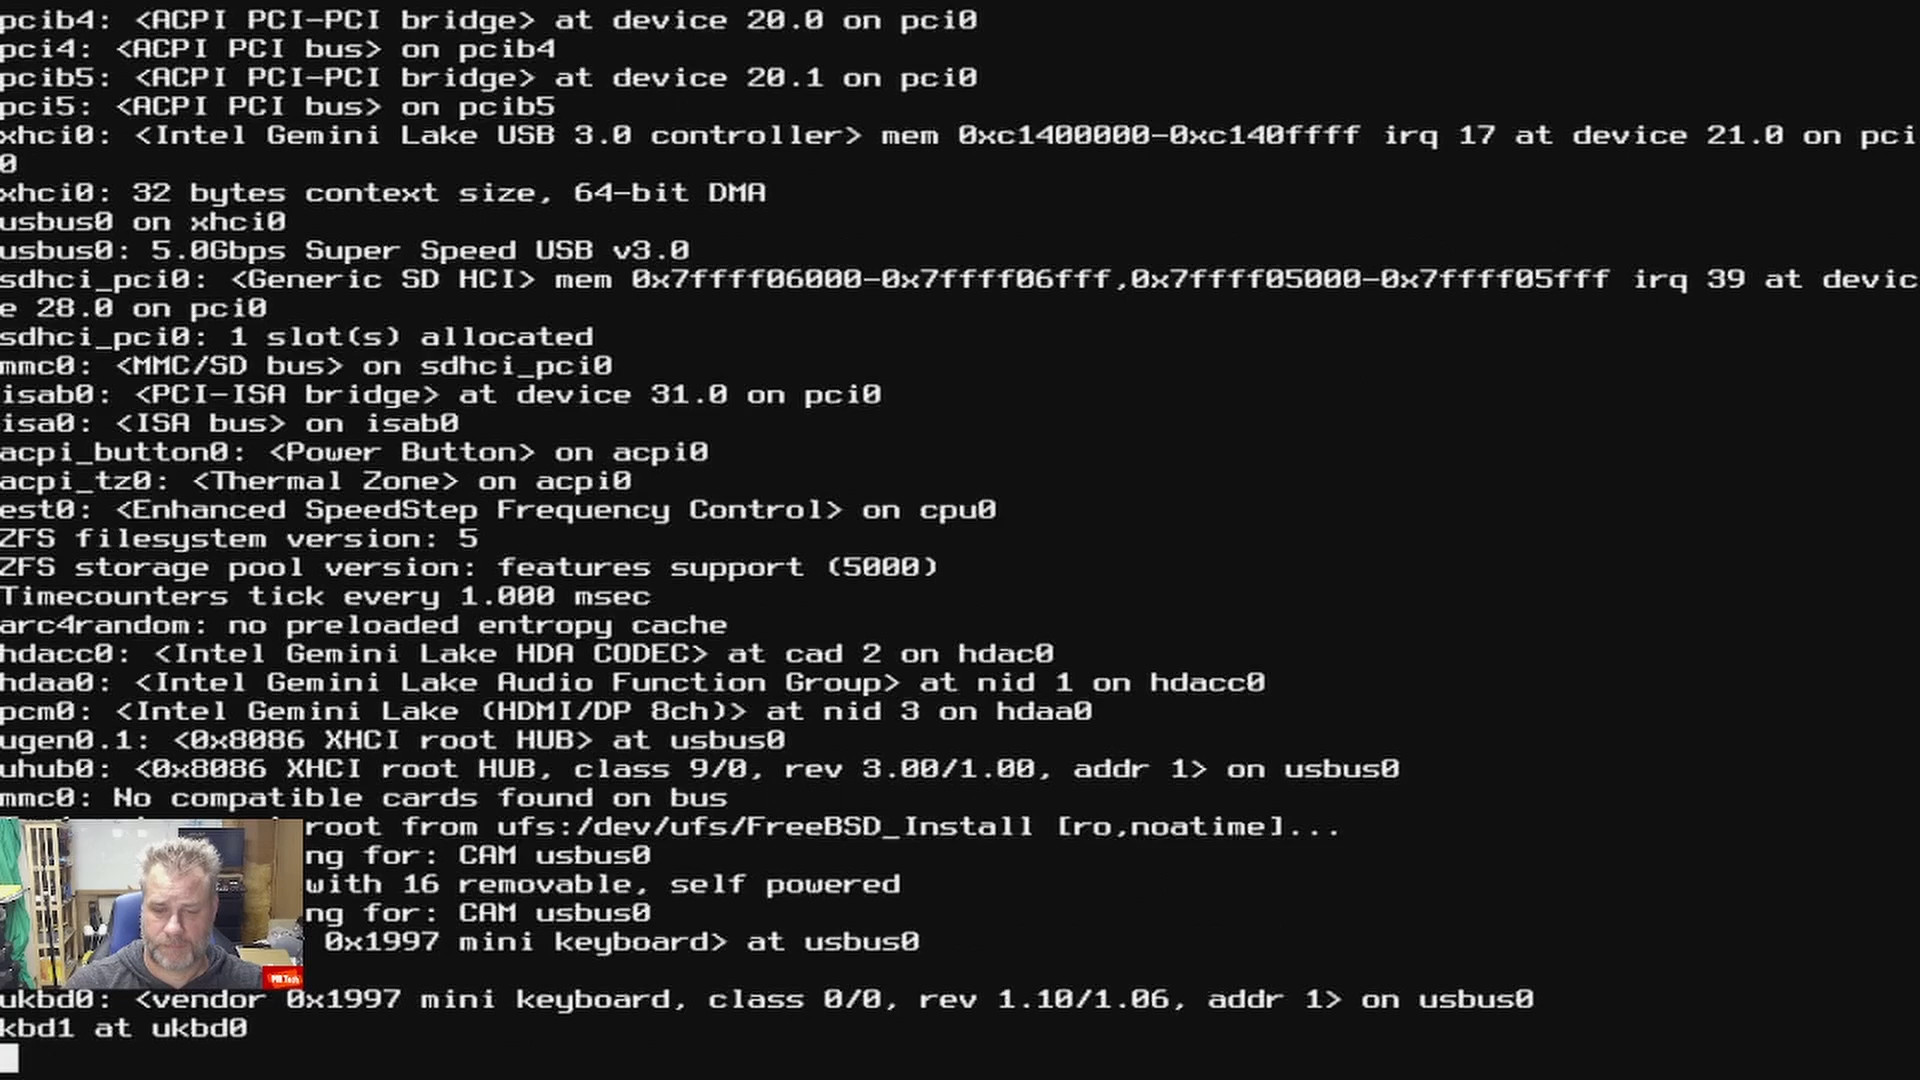 pcib4: <ACPI PCI-PCI bridge> at device 20.0 on pci0
pci4: <ACPI PCI bus> on pcib4
pcib5: <ACPI PCI-PCI bridge> at device 20.1 on pci0
pci5: <ACPI PCI bus> on pcib5
xhci0: <Intel Gemini Lake USB 3.0 controller> mem 0xc1400000-0xc140ffff irq 17 at device 21.0 on pci
0
xhci0: 32 bytes context size, 64-bit DMA
usbus0 on xhci0
usbus0: 5.0Gbps Super Speed USB v3.0
sdhci_pci0: <Generic SD HCI> mem 0x7ffff06000-0x7ffff06fff,0x7ffff05000-0x7ffff05fff irq 39 at devic
e 28.0 on pci0
sdhci_pci0: 1 slot(s) allocated
mmc0: <MMC/SD bus> on sdhci_pci0
isab0: <PCI-ISA bridge> at device 31.0 on pci0
isa0: <ISA bus> on isab0
acpi_button0: <Power Button> on acpi0
acpi_tz0: <Thermal Zone> on acpi0
est0: <Enhanced SpeedStep Frequency Control> on cpu0
ZFS filesystem version: 5
ZFS storage pool version: features support (5000)
Timecounters tick every 1.000 msec
arc4random: no preloaded entropy cache
hdacc0: <Intel Gemini Lake HDA CODEC> at cad 2 on hdac0
hdaa0: <Intel Gemini Lake Audio Function Group> at nid 1 on hdacc0
pcm0: <Intel Gemini Lake (HDMI/DP 8ch)> at nid 3 on hdaa0
ugen0.1: <0x8086 XHCI root HUB> at usbus0
uhub0: <0x8086 XHCI root HUB, class 9/0, rev 3.00/1.00, addr 1> on usbus0
mmc0: No compatible cards found on bus
root from ufs:/dev/ufs/FreeBSD_Install [ro,noatime]...
ng for: CAM usbus0
with 16 removable, self powered
ng for: CAM usbus0
0x1997 mini keyboard> at usbus0
ukbd0: <vendor 0x1997 mini keyboard, class 0/0, rev 1.10/1.06, addr 1> on usbus0
kbd1 at ukbd0